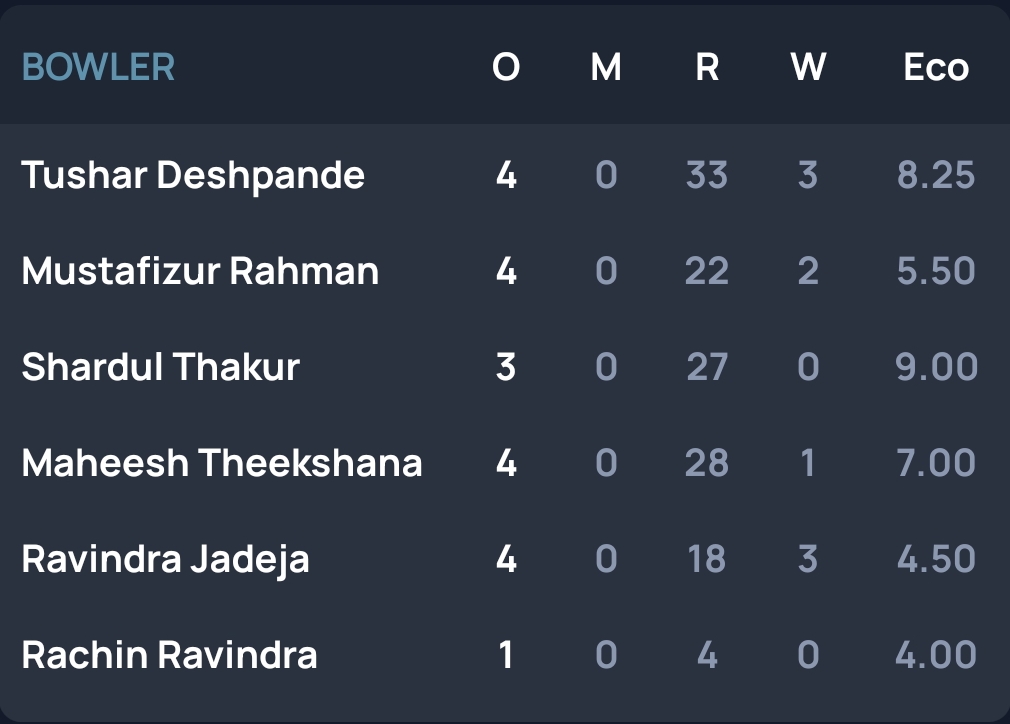 BOWLER O M R W Eco
Tushar Deshpande 4 0 33 3 8.25
Mustafizur Rahman 4 0 22 2 5.50
Shardul Thakur 3 0 27 0 9.00
Maheesh Theekshana 4 0 28 1 7.00
Ravindra Jadeja 4 0 18 3 4.50
Rachin Ravindra 1 0 4 0 4.00